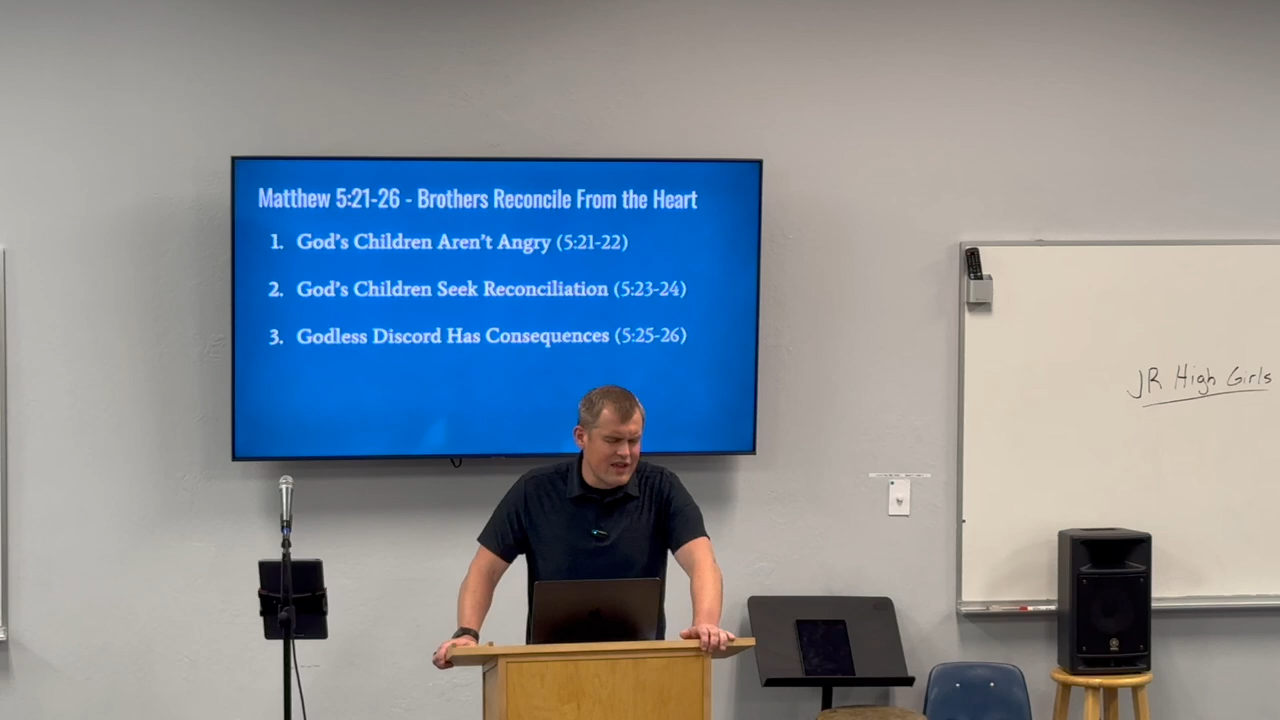 Matthew 5:21-26 - Brothers Reconcile From the Heart
1. God's Children Aren't Angry (5:21-22)
2. God's Children Seek Reconciliation (5:23-24)
3. Godless Discord Has Consequences (5:25-26)
JR High Girls